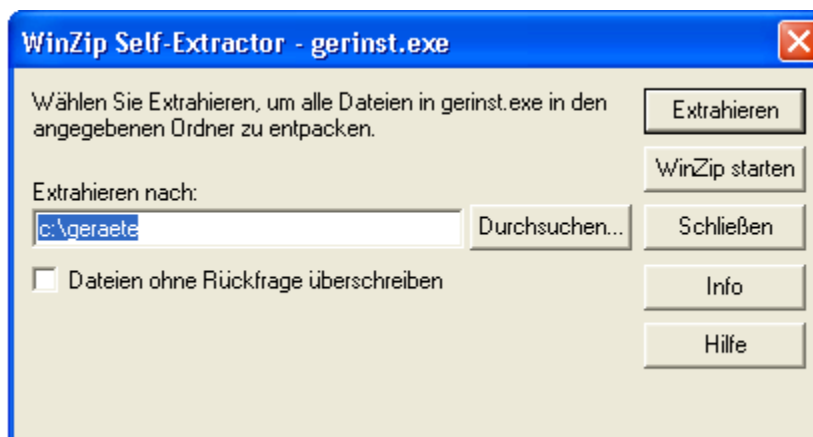 WinZip Self-Extractor - gerinst.exe
Wählen Sie Extrahieren, um alle Dateien in gerinst.exe in den
angegebenen Ordner zu entpacken.
Extrahieren nach:
c:\geraete
Durchsuchen...
Dateien ohne Rückfrage überschreiben
Extrahieren
WinZip starten
Schließen
Info
Hilfe